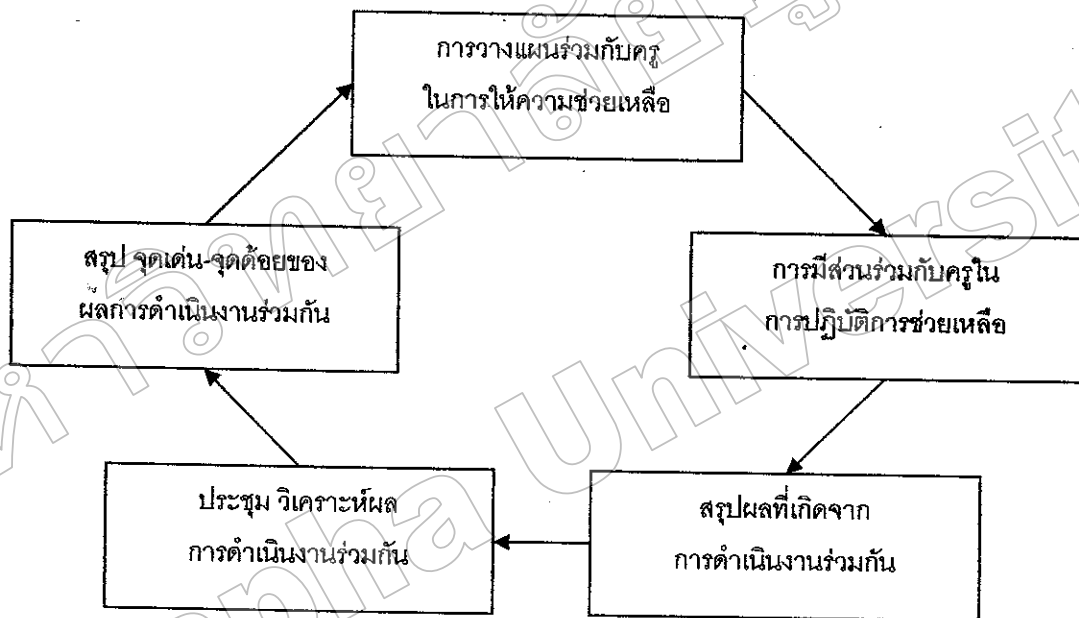 การวางแผนร่วมกับครู
ในการให้ความช่วยเหลือ
การมีส่วนร่วมกับครูใน
การปฏิบัติการช่วยเหลือ
สรุปผลที่เกิดจาก
การดำเนินงานร่วมกัน
ประชุม วิเคราะห์ผล
การดำเนินงานร่วมกัน
สรุป จุดเด่น-จุดด้อยของ
ผลการดำเนินงานร่วมกัน